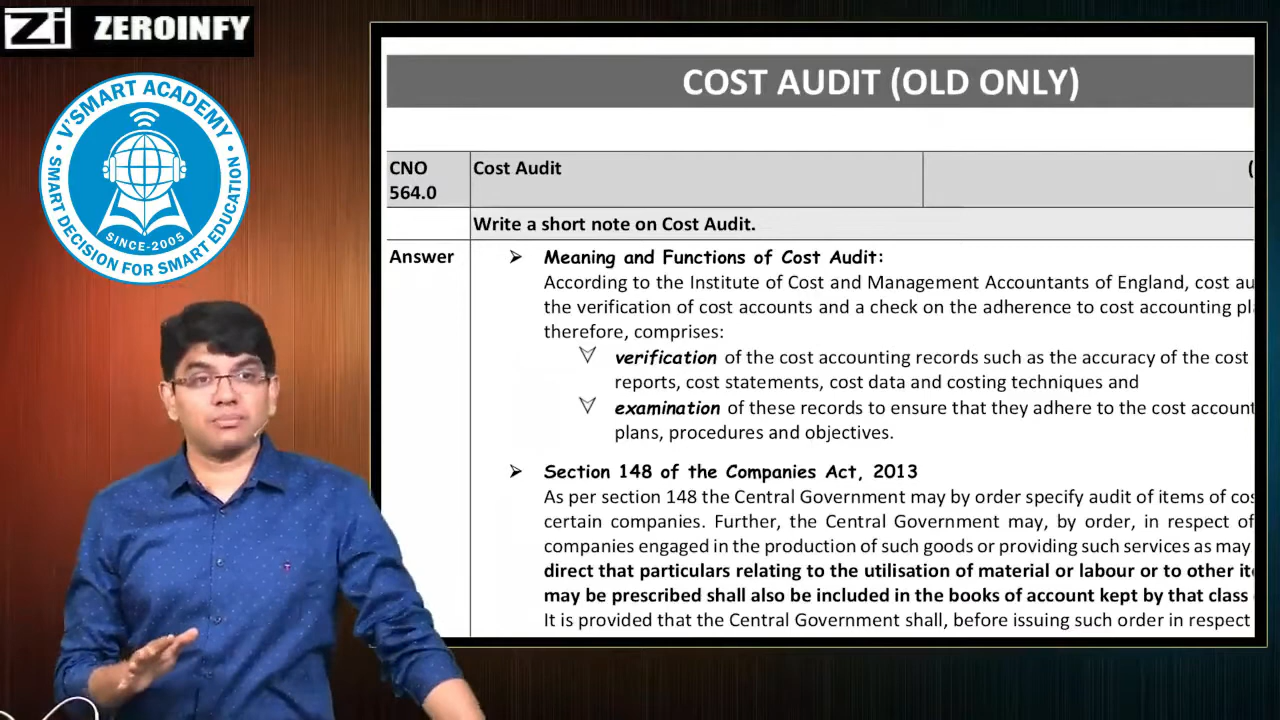 Zi ZEROINFY
V'SMART ACADEMY
SMART DECISION FOR SMART EDUCATION
SINCE-2005
COST AUDIT (OLD ONLY)
CNO Cost Audit (
564.0
Write a short note on Cost Audit.
Answer ➢ Meaning and Functions of Cost Audit:
According to the Institute of Cost and Management Accountants of England, cost au
the verification of cost accounts and a check on the adherence to cost accounting pl
therefore, comprises:
verification of the cost accounting records such as the accuracy of the cost
reports, cost statements, cost data and costing techniques and
examination of these records to ensure that they adhere to the cost account
plans, procedures and objectives.
➢ Section 148 of the Companies Act, 2013
As per section 148 the Central Government may by order specify audit of items of cos
certain companies. Further, the Central Government may, by order, in respect of
companies engaged in the production of such goods or providing such services as may
direct that particulars relating to the utilisation of material or labour or to other ite
may be prescribed shall also be included in the books of account kept by that class
It is provided that the Central Government shall, before issuing such order in respect